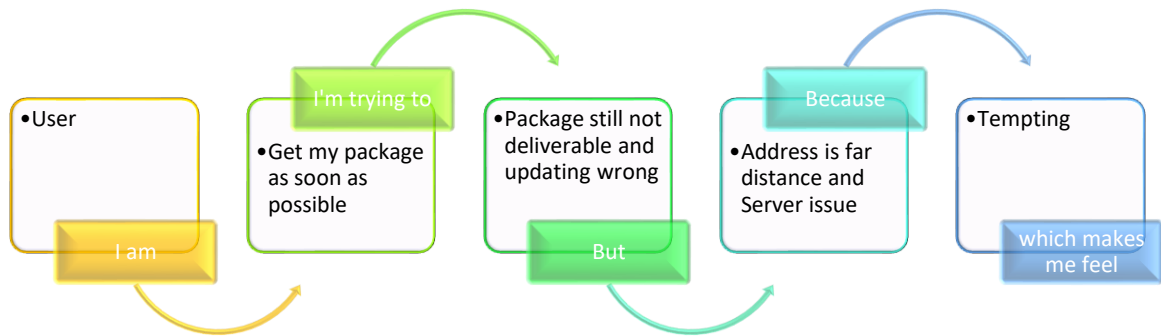 •User
I am
I'm trying to
•Get my package
as soon as
possible
•Package still not
deliverable and
updating wrong
But
Because
•Address is far
distance and
Server issue
•Tempting
which makes
me feel